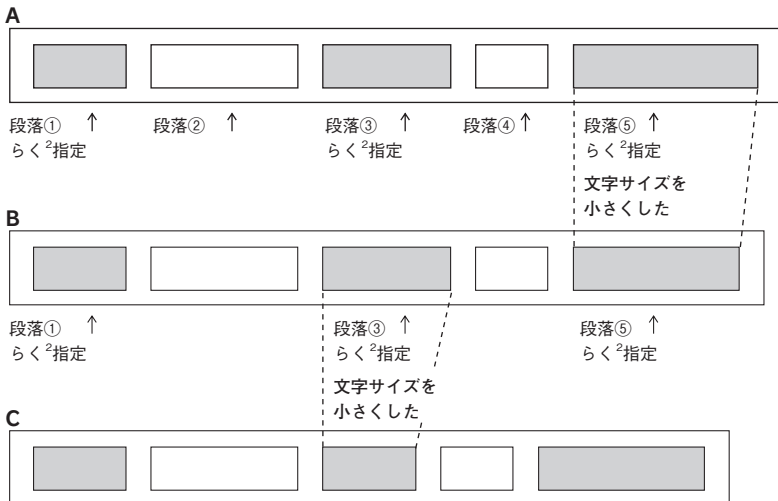 A
段落① ↑ 段落② ↑ 段落③ ↑ 段落④ ↑ 段落⑤ ↑
らく²指定 らく²指定 らく²指定
文字サイズを
小さくした
B
段落① ↑ 段落③ ↑ 段落⑤ ↑
らく²指定 らく²指定 らく²指定
文字サイズを
小さくした
C